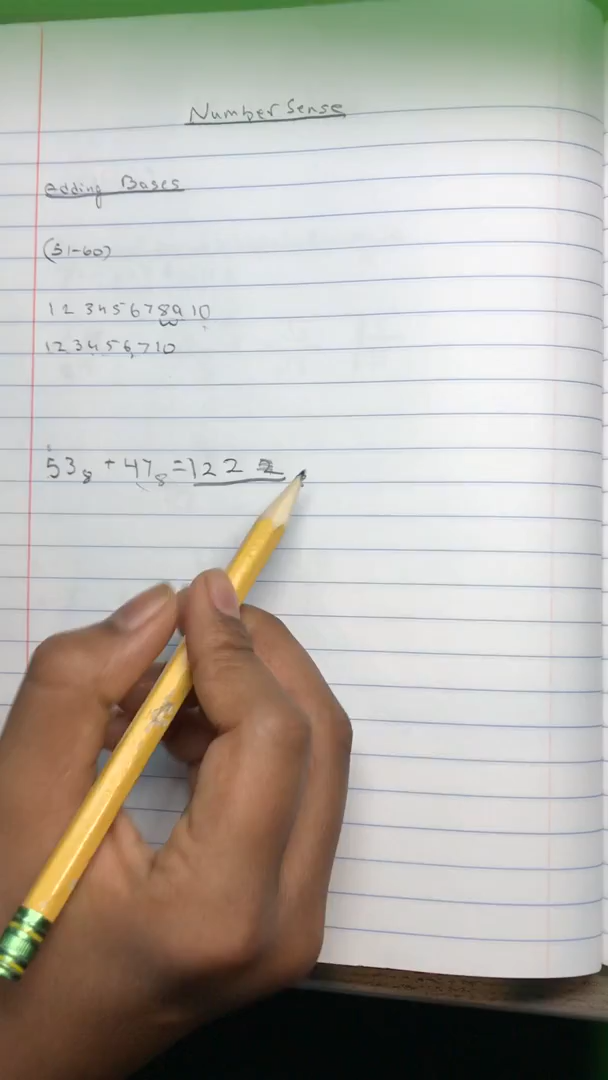 Number Sense
adding Bases
(31-60)
1 2 3 4 5 6 7 8 9 10
1 2 3 4 5 6 7 10
53₈ + 47₈ = 122